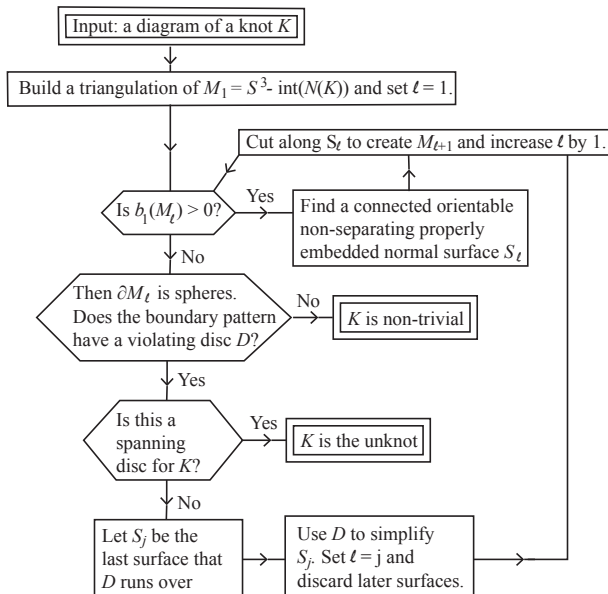 Input: a diagram of a knot K
Build a triangulation of M₁ = S³- int(N(K)) and set ℓ = 1.
Cut along Sℓ to create Mℓ₊₁ and increase ℓ by 1.
Is b₁(Mℓ) > 0?
Yes
Find a connected orientable
non-separating properly
embedded normal surface Sℓ
No
Then ∂Mℓ is spheres.
Does the boundary pattern
have a violating disc D?
No
K is non-trivial
Yes
Is this a
spanning
disc for K?
Yes
K is the unknot
No
Let Sⱼ be the
last surface that
D runs over
Use D to simplify
Sⱼ. Set ℓ = j and
discard later surfaces.